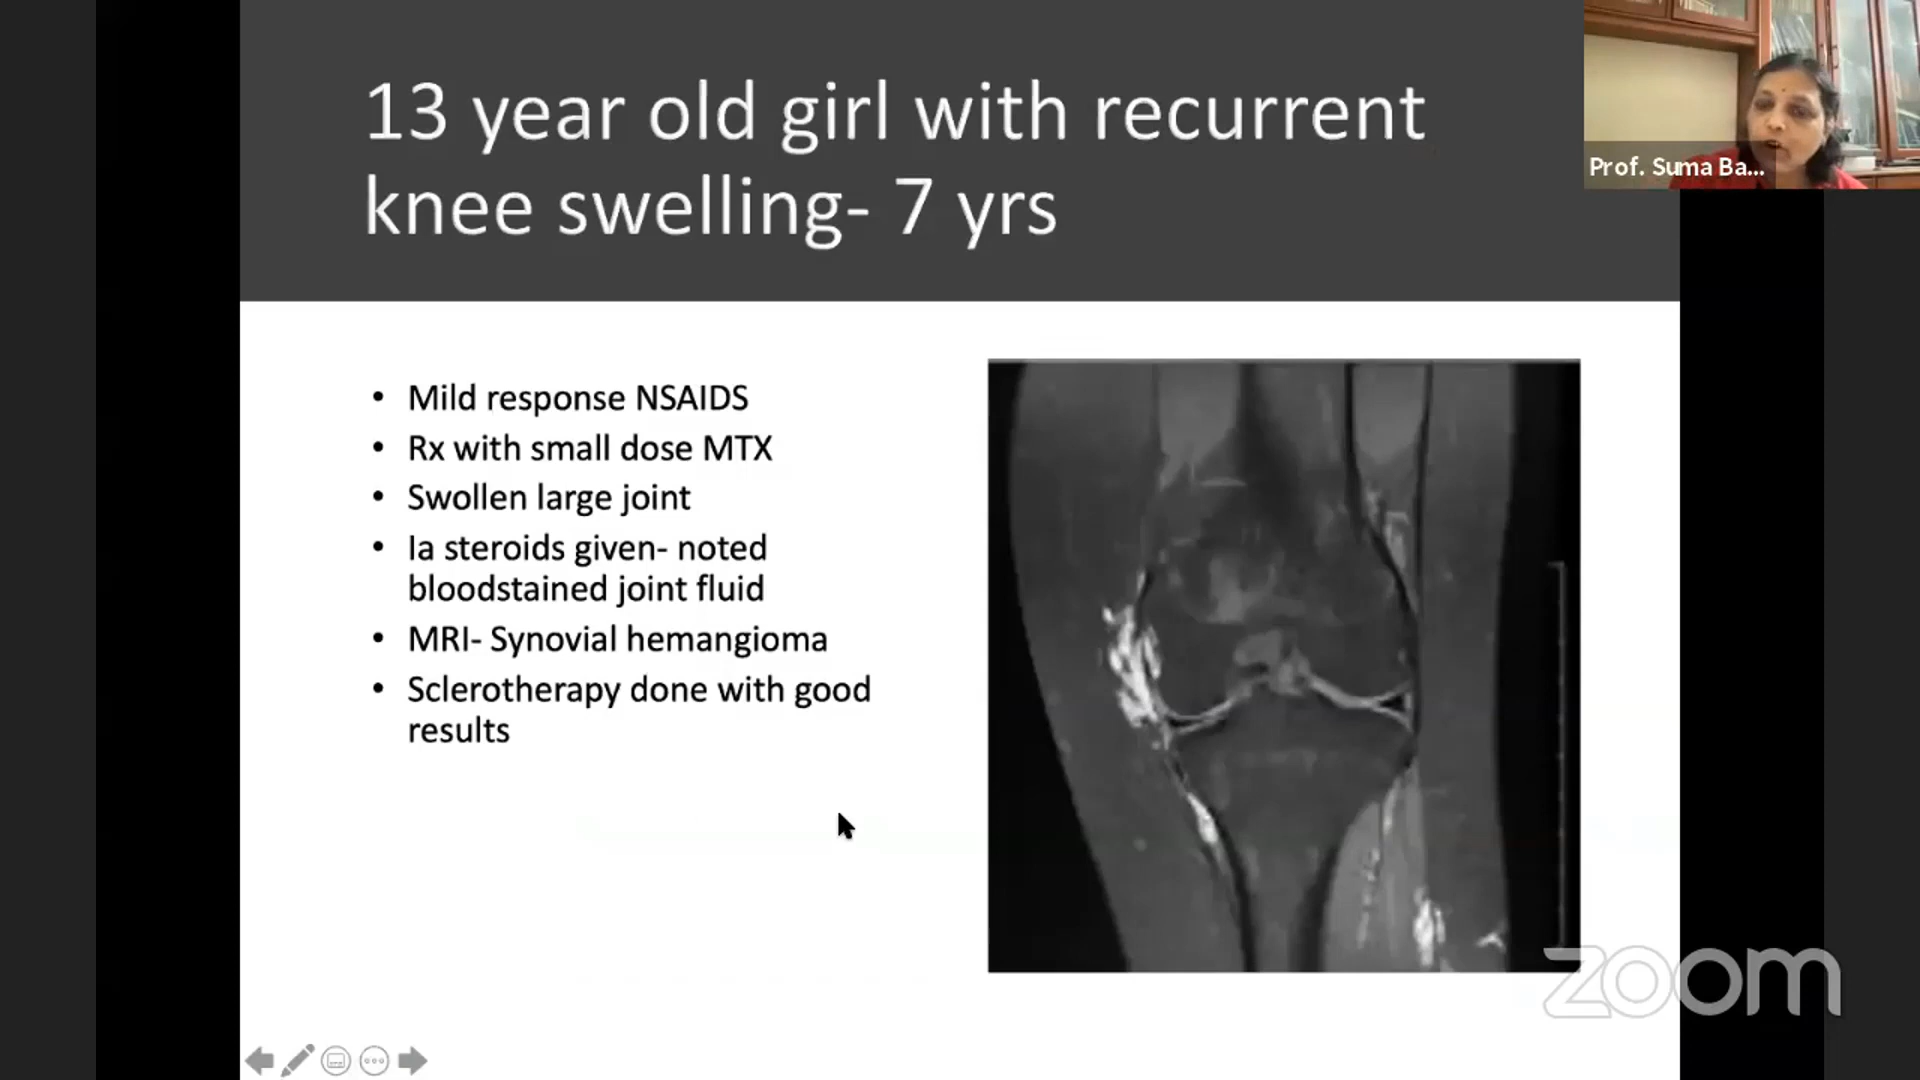 13 year old girl with recurrent
knee swelling- 7 yrs
Prof. Suma Ba...
• Mild response NSAIDS
• Rx with small dose MTX
• Swollen large joint
• Ia steroids given- noted
bloodstained joint fluid
• MRI- Synovial hemangioma
• Sclerotherapy done with good
results
zoom